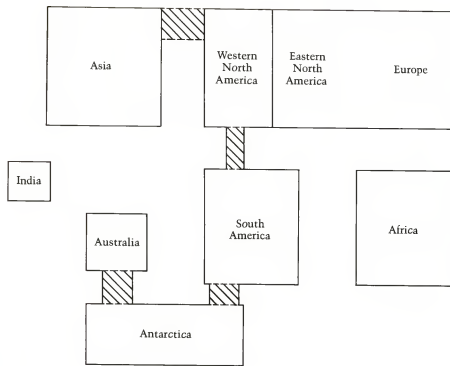 Asia
Western
North
America
Eastern
North
America
Europe
India
Australia
South
America
Africa
Antarctica